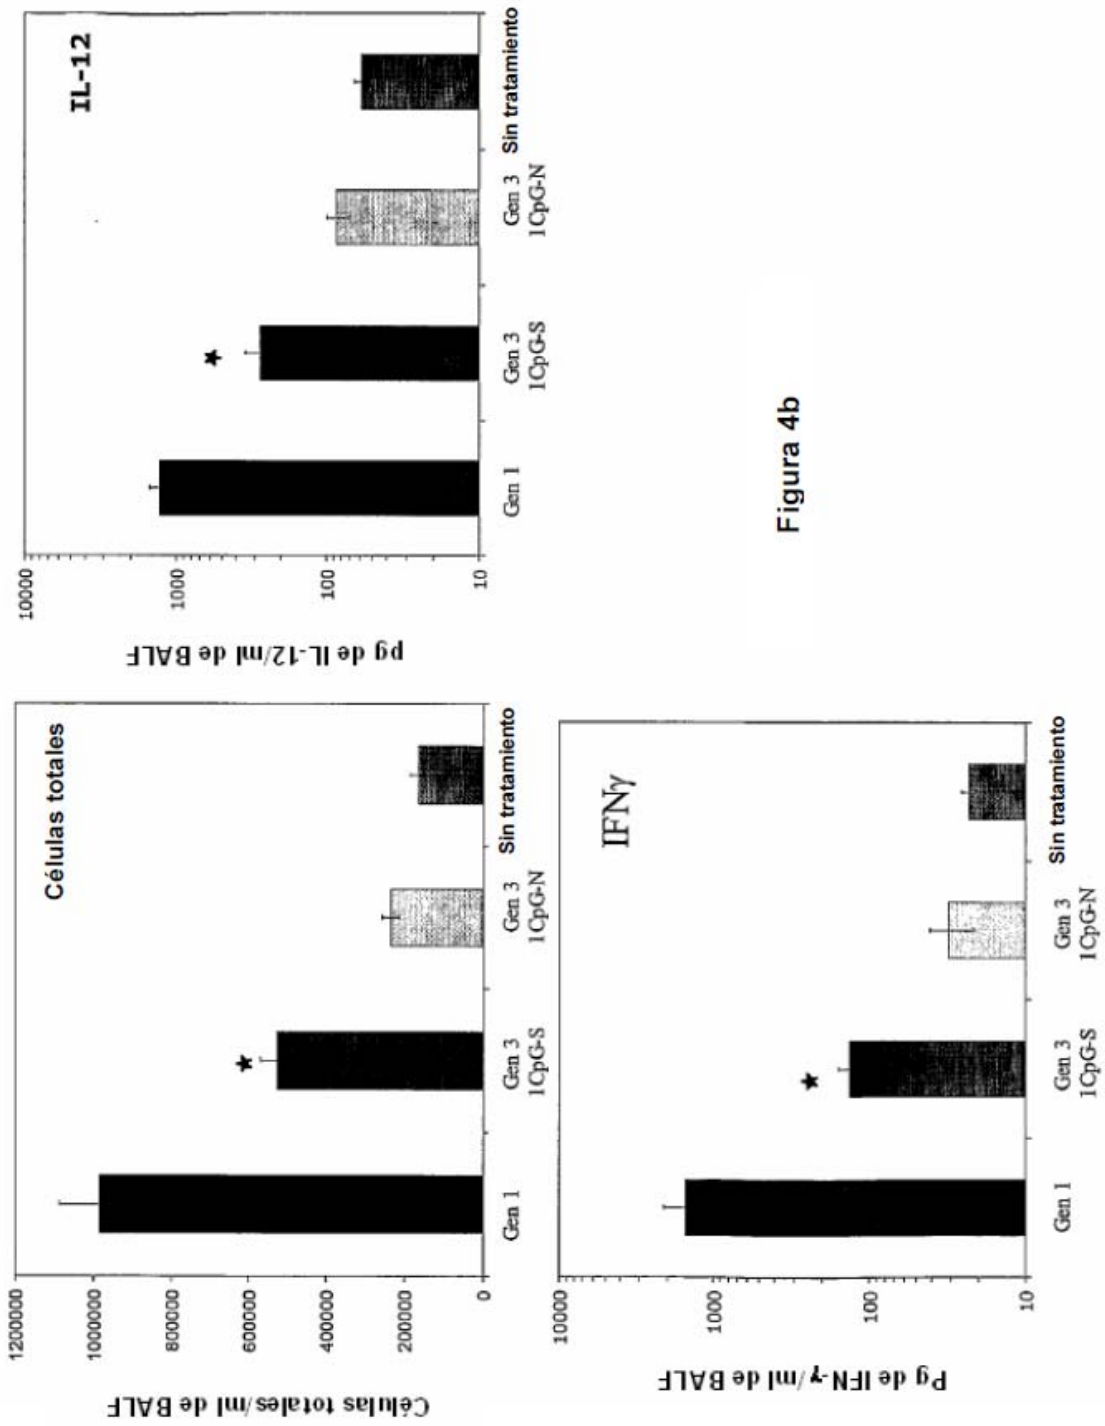 Células totales
Células totales/ml de BALF
1200000
1000000
800000
600000
400000
200000
0
Gen 1
Gen 3
1CpG-S
Gen 3
1CpG-N
Sin tratamiento
IL-12
pg de IL-12/ml de BALF
10000
1000
100
10
Gen 1
Gen 3
1CpG-S
Gen 3
1CpG-N
Sin tratamiento
IFNγ
Pg de IFN-γ/ml de BALF
10000
1000
100
10
Gen 1
Gen 3
1CpG-S
Gen 3
1CpG-N
Sin tratamiento
Figura 4b